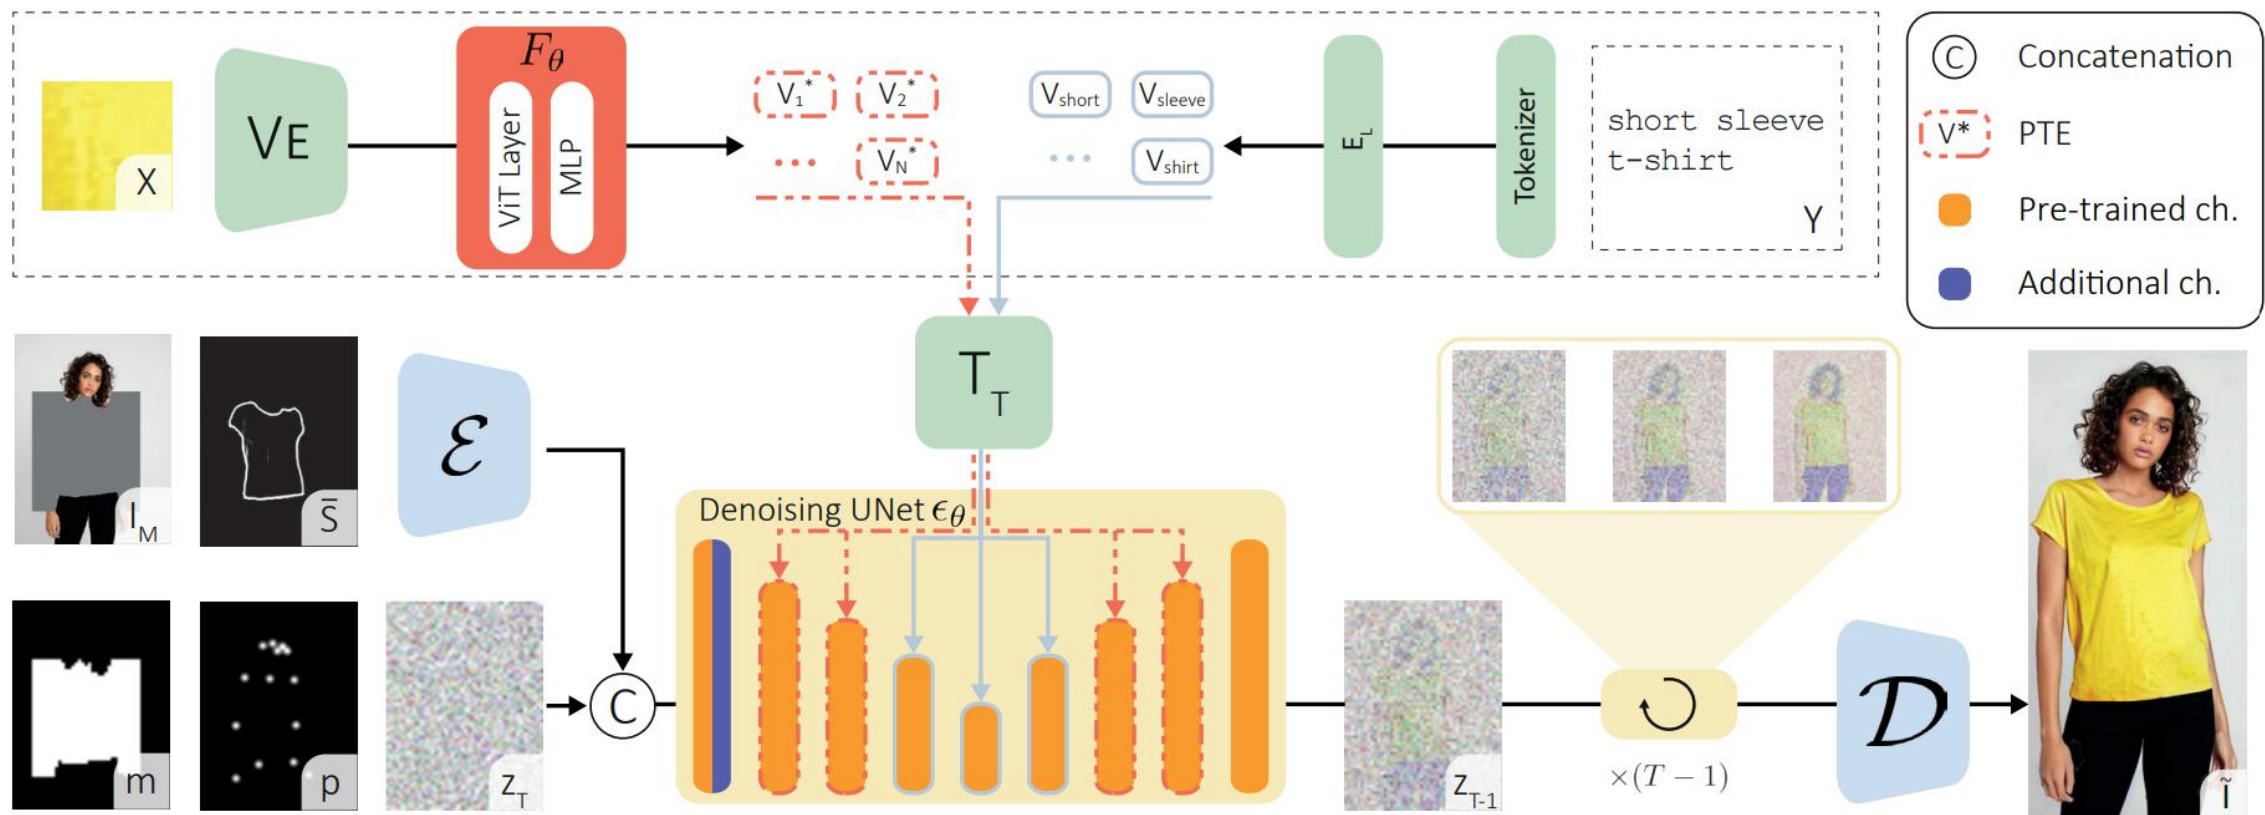 X
VE
Fθ
ViT Layer
MLP
V1*
V2*
...
VN*
Vshort
Vsleeve
...
Vshirt
EL
Tokenizer
short sleeve
t-shirt
Y
C Concatenation
V* PTE
Pre-trained ch.
Additional ch.
IM
S̄
ℰ
TT
Denoising UNet ϵθ
m
p
zT
C
zT-1
×(T − 1)
𝒟
Ĩ